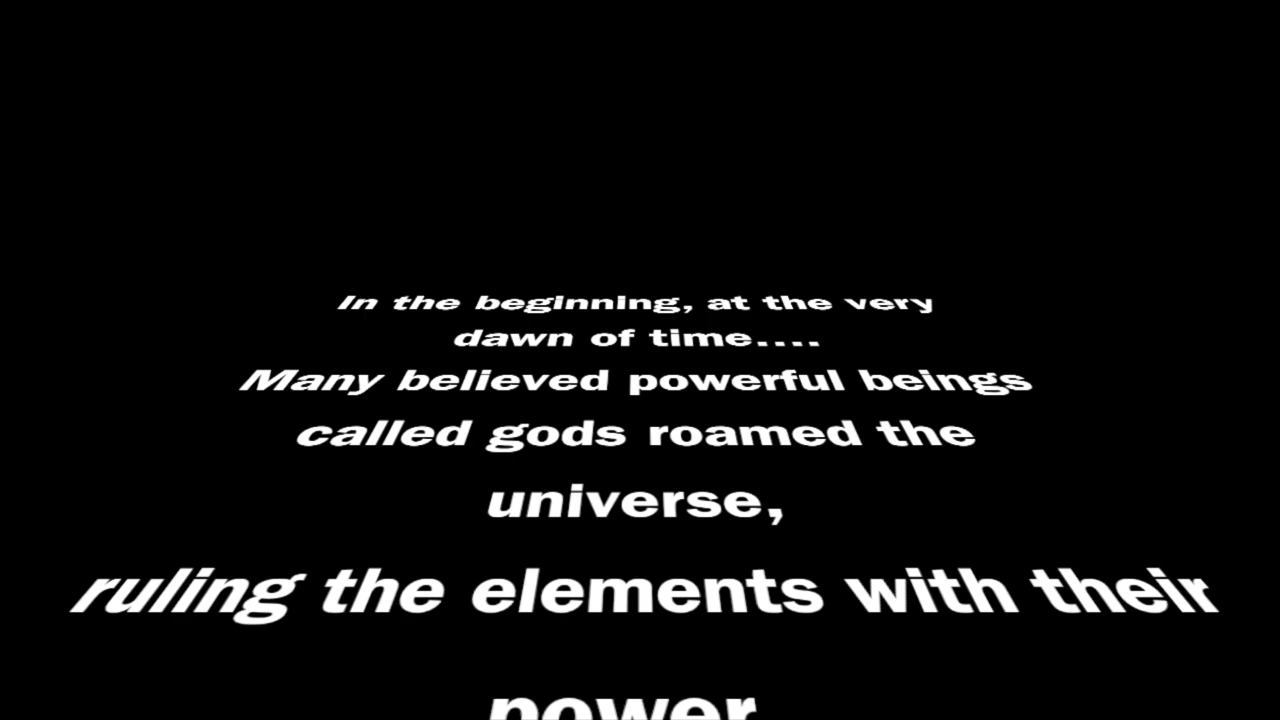 In the beginning, at the very
dawn of time....
Many believed powerful beings
called gods roamed the
universe,
ruling the elements with their
power